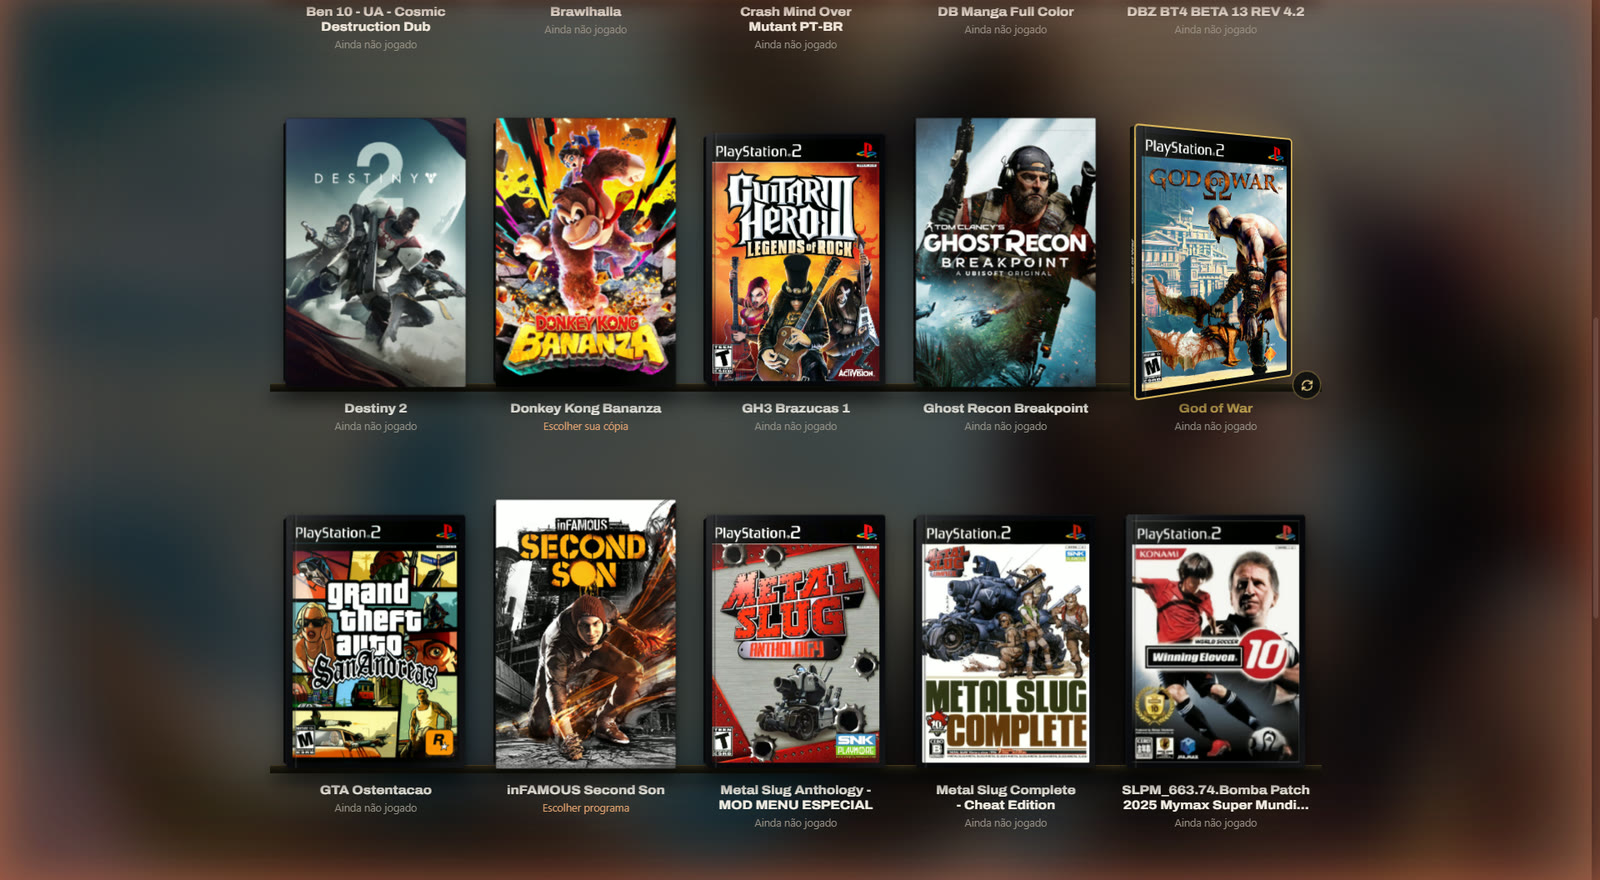 Ben 10 - UA - Cosmic
Destruction Dub
Ainda não jogado
Brawlhalla
Ainda não jogado
Crash Mind Over
Mutant PT-BR
Ainda não jogado
DB Manga Full Color
Ainda não jogado
DBZ BT4 BETA 13 REV 4.2
Ainda não jogado
2
DESTINY
DONKEY KONG
BANANZA
PlayStation.2
GUITAR
HERO III
LEGENDS OF ROCK
TEEN
T
ACTIVISION
TOM CLANCY'S
GHOST RECON
BREAKPOINT
A UBISOFT ORIGINAL
PlayStation.2
GOD OF WAR
M
Destiny 2
Ainda não jogado
Donkey Kong Bananza
Escolher sua cópia
GH3 Brazucas 1
Ainda não jogado
Ghost Recon Breakpoint
Ainda não jogado
God of War
Ainda não jogado
PlayStation.2
grand
theft
auto
San Andreas
M
R
inFAMOUS
SECOND
SON
PlayStation.2
METAL
SLUG
ANTHOLOGY
TEEN
T
SNK
PLAYMORE
PlayStation.2
SNK
METAL SLUG
COMPLETE
B
PlayStation.2
KONAMI
WORLD SOCCER
Winning Eleven 10
GTA Ostentacao
Ainda não jogado
inFAMOUS Second Son
Escolher programa
Metal Slug Anthology -
MOD MENU ESPECIAL
Ainda não jogado
Metal Slug Complete
- Cheat Edition
Ainda não jogado
SLPM_663.74.Bomba Patch
2025 Mymax Super Mundi...
Ainda não jogado